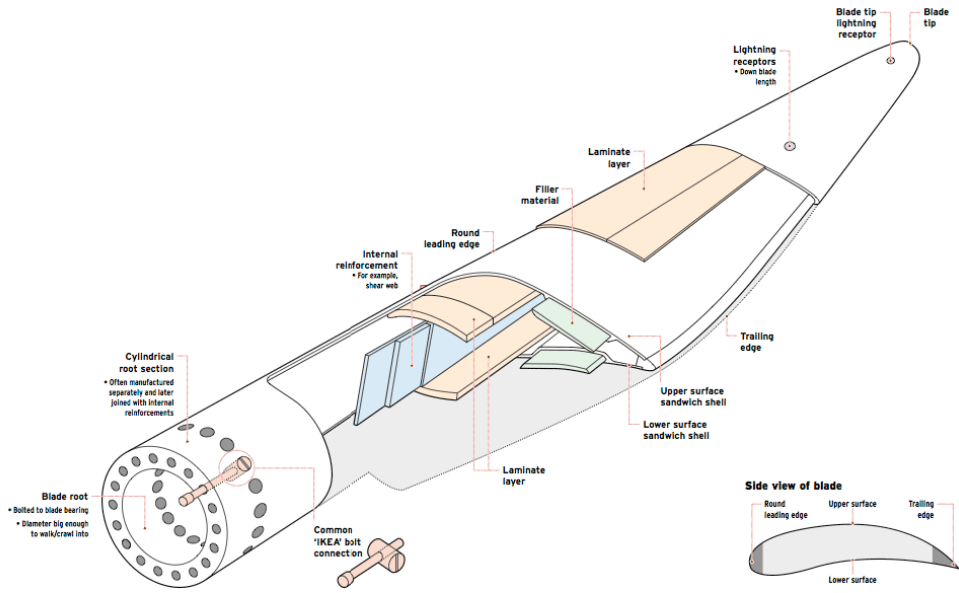 Blade tip
lightning
receptor
Blade
tip
Lightning
receptors
• Down blade
length
Laminate
layer
Filler
material
Round
leading edge
Internal
reinforcement
• For example,
shear web
Cylindrical
root section
• Often manufactured
separately and later
joined with internal
reinforcements
Trailing
edge
Upper surface
sandwich shell
Lower surface
sandwich shell
Laminate
layer
Blade root
• Bolted to blade bearing
• Diameter big enough
to walk/crawl into
Common
'IKEA' bolt
connection
Side view of blade
Round
leading edge
Upper surface
Trailing
edge
Lower surface